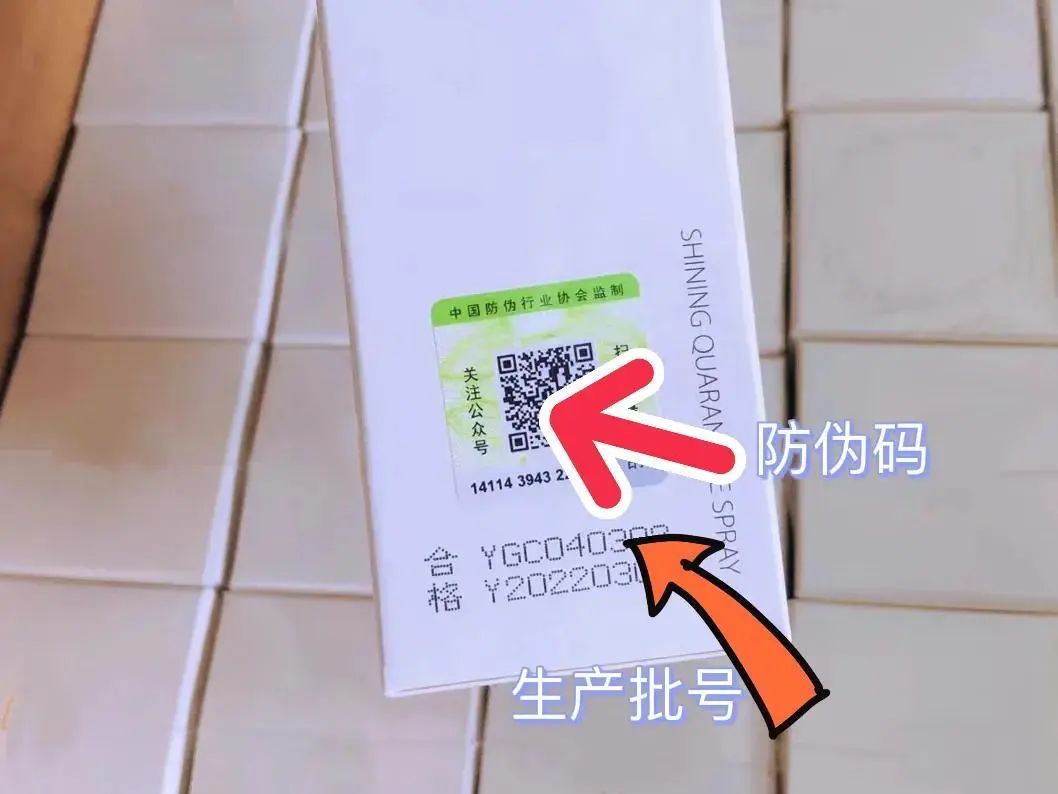 中国防伪行业协会监制
关注公众号
14114 3943
SHINING QUARAN
SPRAY
防伪码
合格
YGC040308
Y202203
生产批号